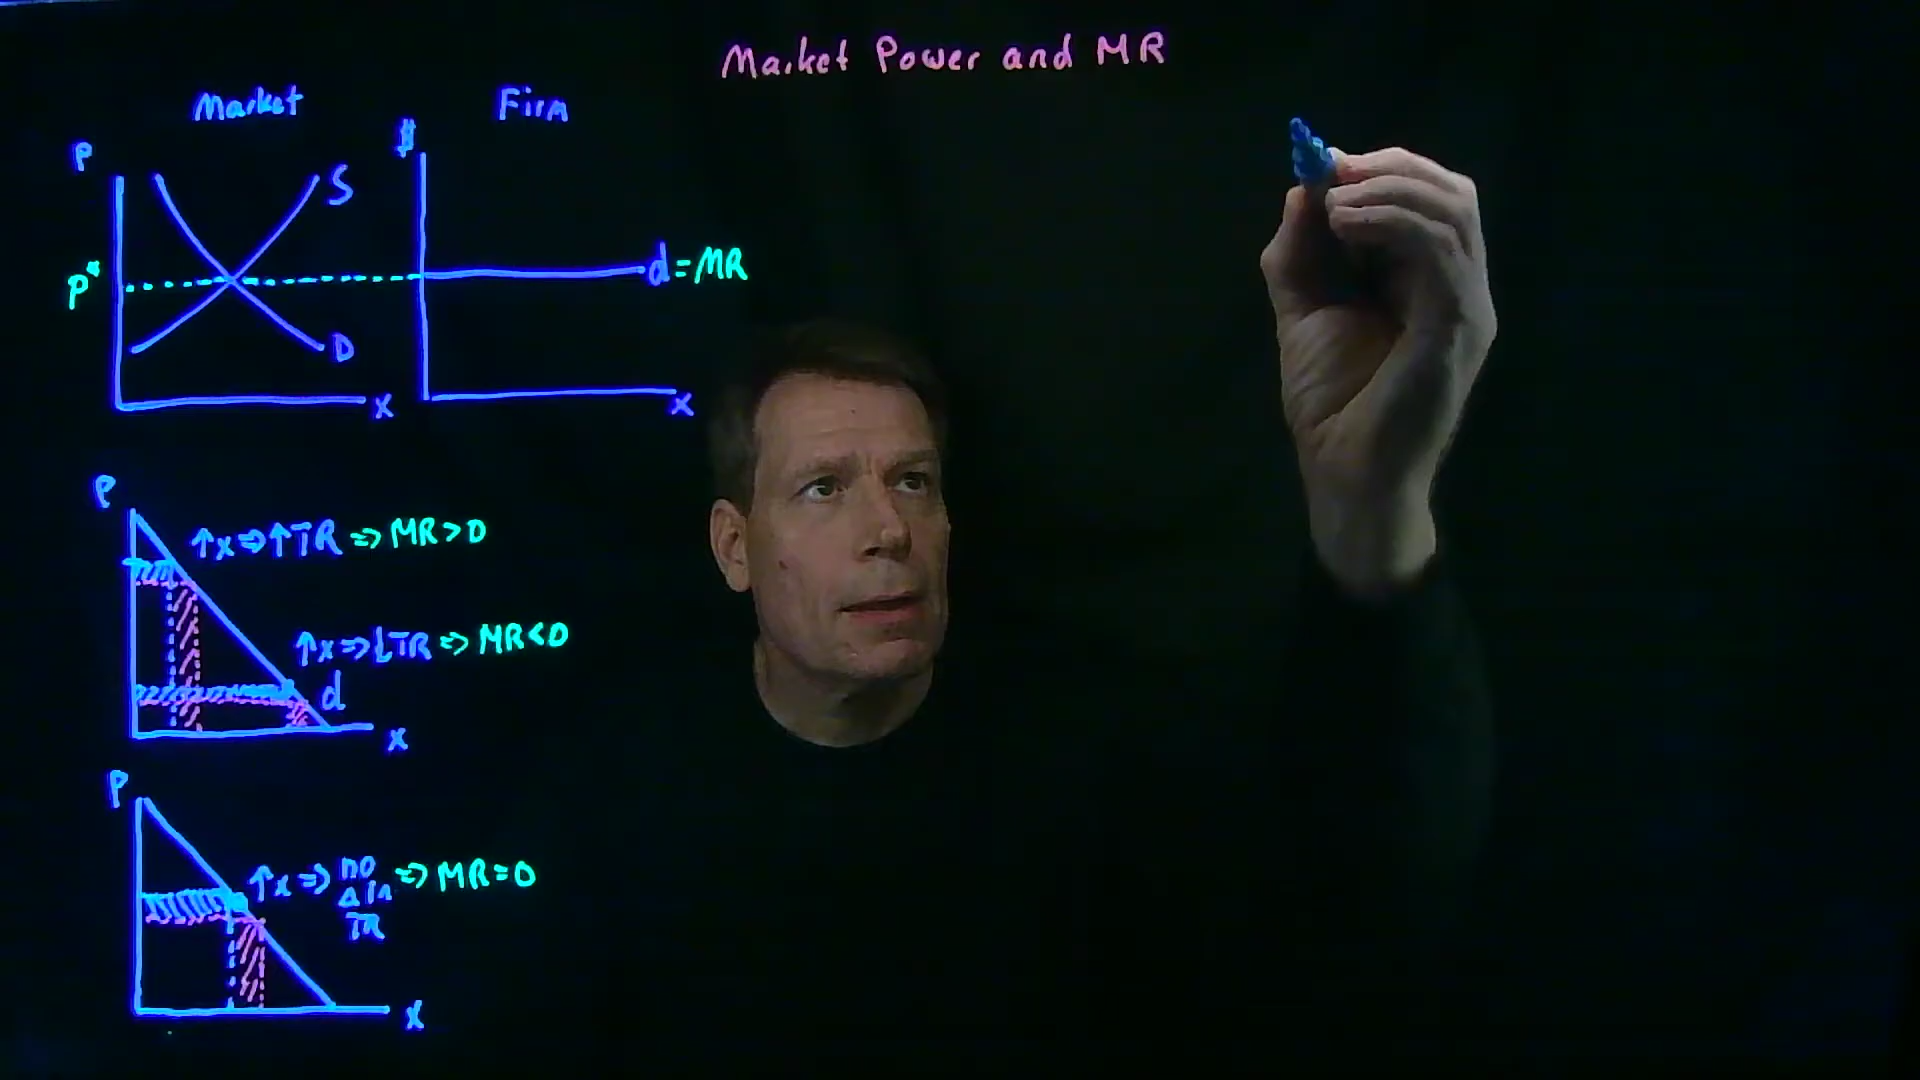 Market Power and MR
Market
Firm
P
S
P*
D
x
$
d = MR
x
P
↑x ⇒ ↑TR ⇒ MR > 0
↑x ⇒ ↓TR ⇒ MR < 0
d
x
P
↑x ⇒ no Δ in TR ⇒ MR = 0
x